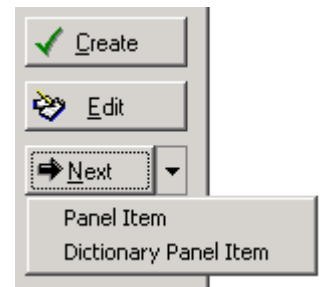 Create
Edit
Next
Panel Item
Dictionary Panel Item